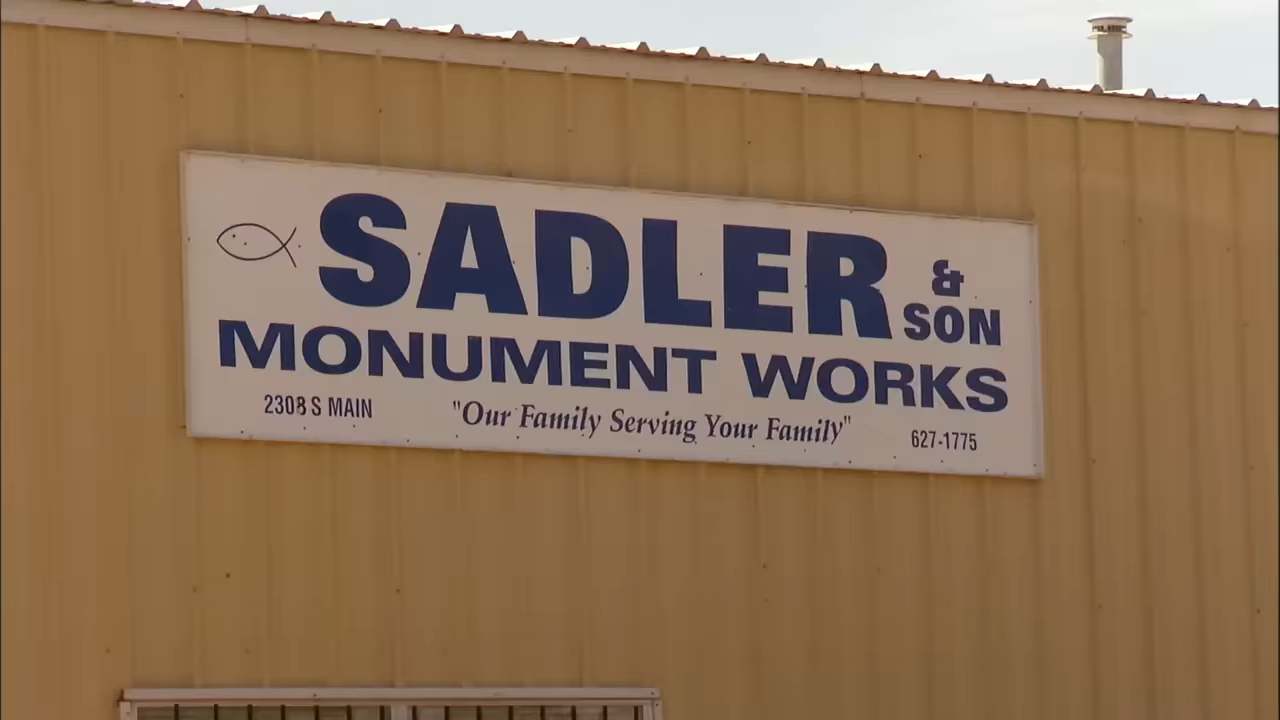 SADLER & SON
MONUMENT WORKS
2308 S MAIN "Our Family Serving Your Family" 627-1775